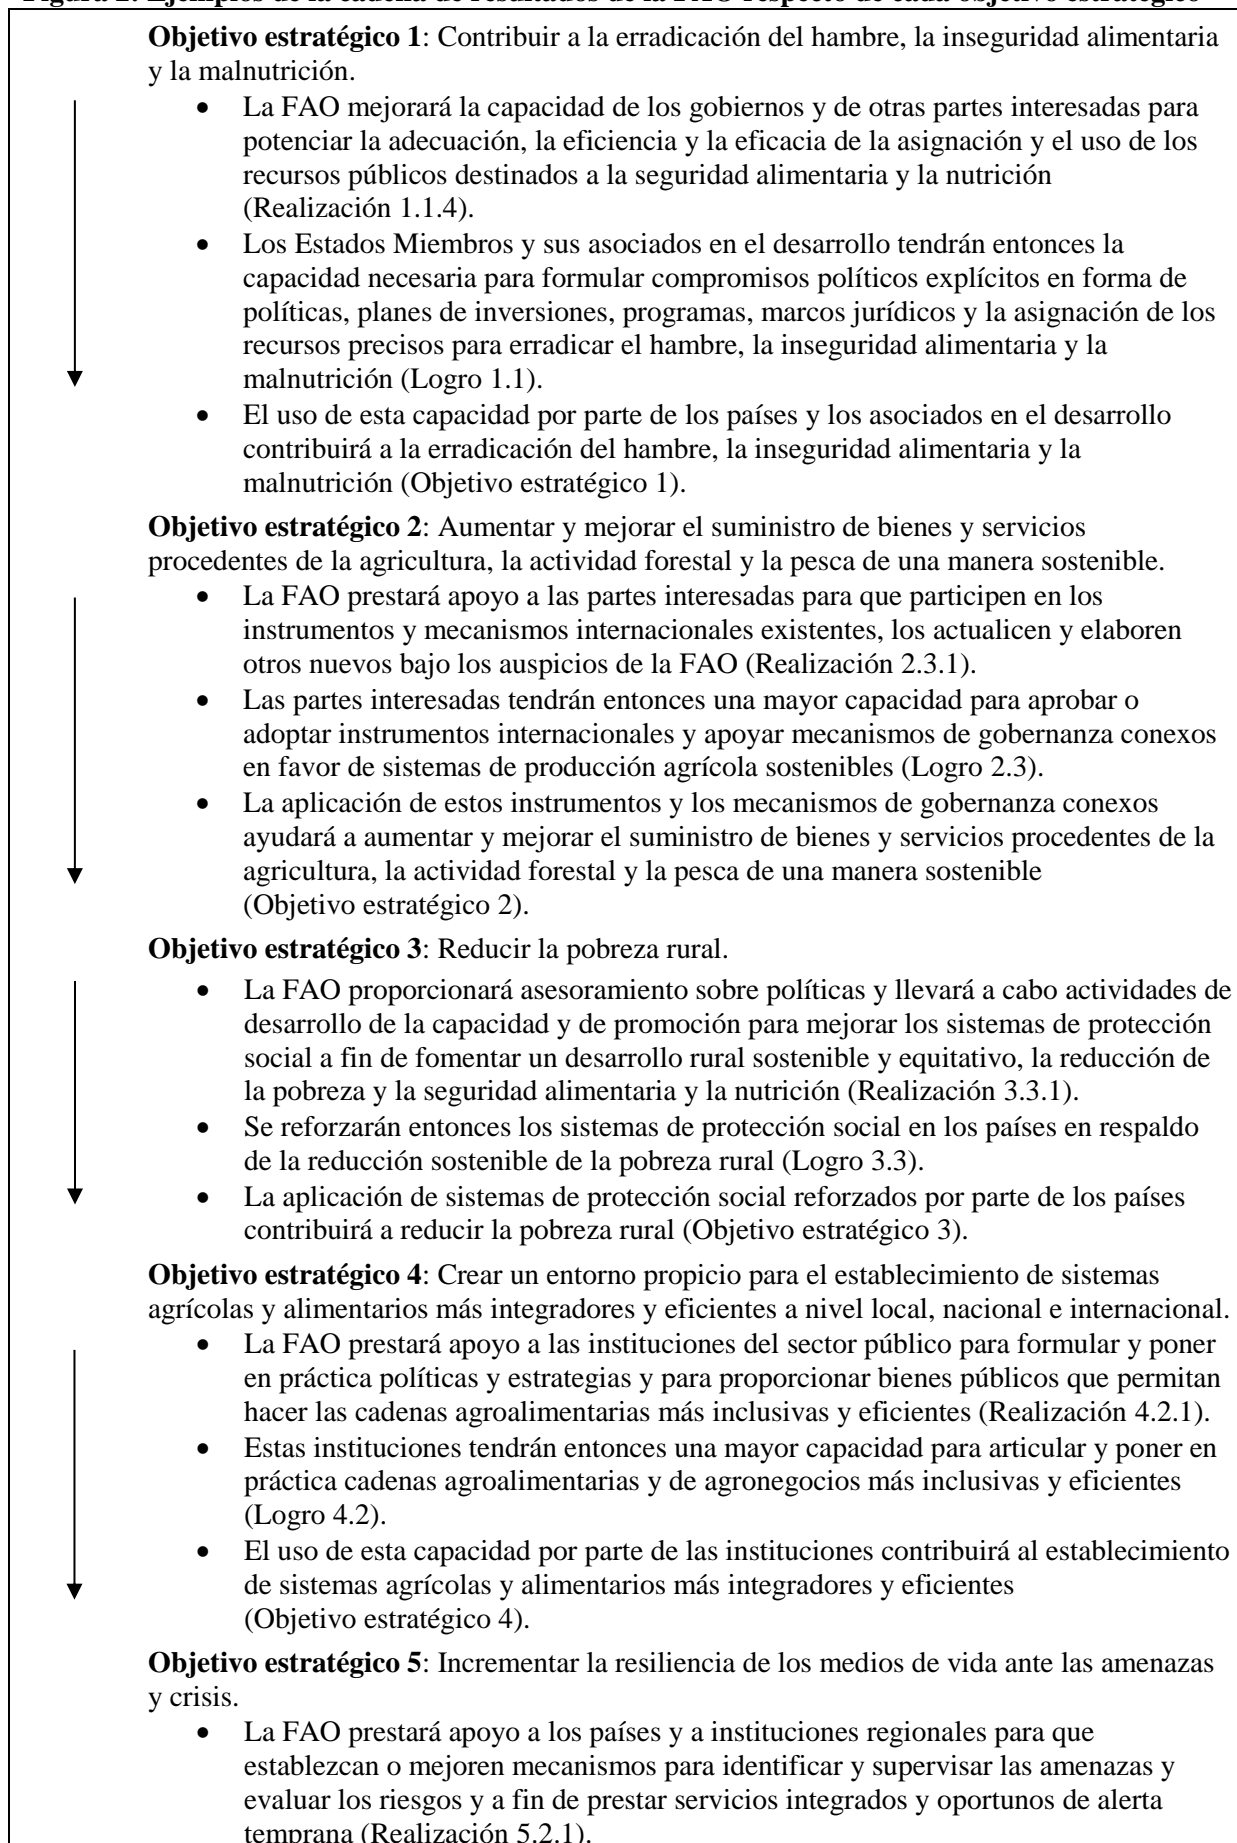 Figura 2: Ejemplos de la cadena de resultados de la FAO respecto de cada objetivo estratégico
Objetivo estratégico 1: Contribuir a la erradicación del hambre, la inseguridad alimentaria
y la malnutrición.
• La FAO mejorará la capacidad de los gobiernos y de otras partes interesadas para
potenciar la adecuación, la eficiencia y la eficacia de la asignación y el uso de los
recursos públicos destinados a la seguridad alimentaria y la nutrición
(Realización 1.1.4).
• Los Estados Miembros y sus asociados en el desarrollo tendrán entonces la
capacidad necesaria para formular compromisos políticos explícitos en forma de
políticas, planes de inversiones, programas, marcos jurídicos y la asignación de los
recursos precisos para erradicar el hambre, la inseguridad alimentaria y la
malnutrición (Logro 1.1).
• El uso de esta capacidad por parte de los países y los asociados en el desarrollo
contribuirá a la erradicación del hambre, la inseguridad alimentaria y la
malnutrición (Objetivo estratégico 1).
Objetivo estratégico 2: Aumentar y mejorar el suministro de bienes y servicios
procedentes de la agricultura, la actividad forestal y la pesca de una manera sostenible.
• La FAO prestará apoyo a las partes interesadas para que participen en los
instrumentos y mecanismos internacionales existentes, los actualicen y elaboren
otros nuevos bajo los auspicios de la FAO (Realización 2.3.1).
• Las partes interesadas tendrán entonces una mayor capacidad para aprobar o
adoptar instrumentos internacionales y apoyar mecanismos de gobernanza conexos
en favor de sistemas de producción agrícola sostenibles (Logro 2.3).
• La aplicación de estos instrumentos y los mecanismos de gobernanza conexos
ayudará a aumentar y mejorar el suministro de bienes y servicios procedentes de la
agricultura, la actividad forestal y la pesca de una manera sostenible
(Objetivo estratégico 2).
Objetivo estratégico 3: Reducir la pobreza rural.
• La FAO proporcionará asesoramiento sobre políticas y llevará a cabo actividades de
desarrollo de la capacidad y de promoción para mejorar los sistemas de protección
social a fin de fomentar un desarrollo rural sostenible y equitativo, la reducción de
la pobreza y la seguridad alimentaria y la nutrición (Realización 3.3.1).
• Se reforzarán entonces los sistemas de protección social en los países en respaldo
de la reducción sostenible de la pobreza rural (Logro 3.3).
• La aplicación de sistemas de protección social reforzados por parte de los países
contribuirá a reducir la pobreza rural (Objetivo estratégico 3).
Objetivo estratégico 4: Crear un entorno propicio para el establecimiento de sistemas
agrícolas y alimentarios más integradores y eficientes a nivel local, nacional e internacional.
• La FAO prestará apoyo a las instituciones del sector público para formular y poner
en práctica políticas y estrategias y para proporcionar bienes públicos que permitan
hacer las cadenas agroalimentarias más inclusivas y eficientes (Realización 4.2.1).
• Estas instituciones tendrán entonces una mayor capacidad para articular y poner en
práctica cadenas agroalimentarias y de agronegocios más inclusivas y eficientes
(Logro 4.2).
• El uso de esta capacidad por parte de las instituciones contribuirá al establecimiento
de sistemas agrícolas y alimentarios más integradores y eficientes
(Objetivo estratégico 4).
Objetivo estratégico 5: Incrementar la resiliencia de los medios de vida ante las amenazas
y crisis.
• La FAO prestará apoyo a los países y a instituciones regionales para que
establezcan o mejoren mecanismos para identificar y supervisar las amenazas y
evaluar los riesgos y a fin de prestar servicios integrados y oportunos de alerta
temprana (Realización 5.2.1).